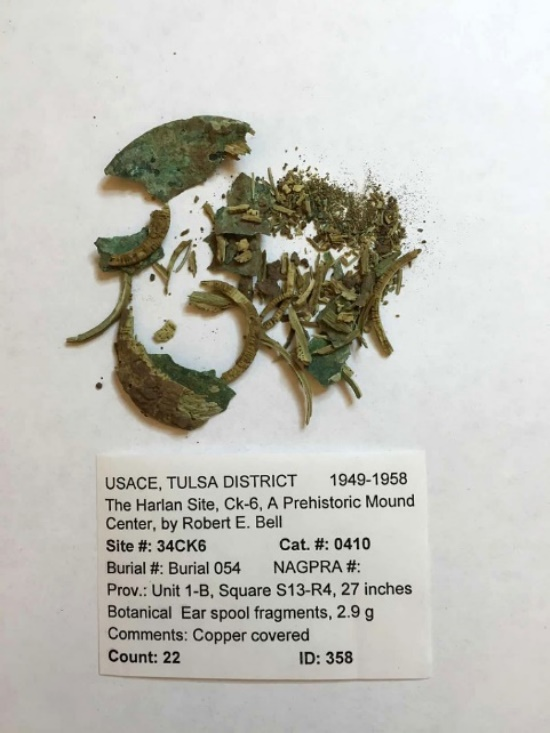 USACE, TULSA DISTRICT 1949-1958
The Harlan Site, Ck-6, A Prehistoric Mound
Center, by Robert E. Bell
Site #: 34CK6 Cat. #: 0410
Burial #: Burial 054 NAGPRA #:
Prov.: Unit 1-B, Square S13-R4, 27 inches
Botanical Ear spool fragments, 2.9 g
Comments: Copper covered
Count: 22 ID: 358